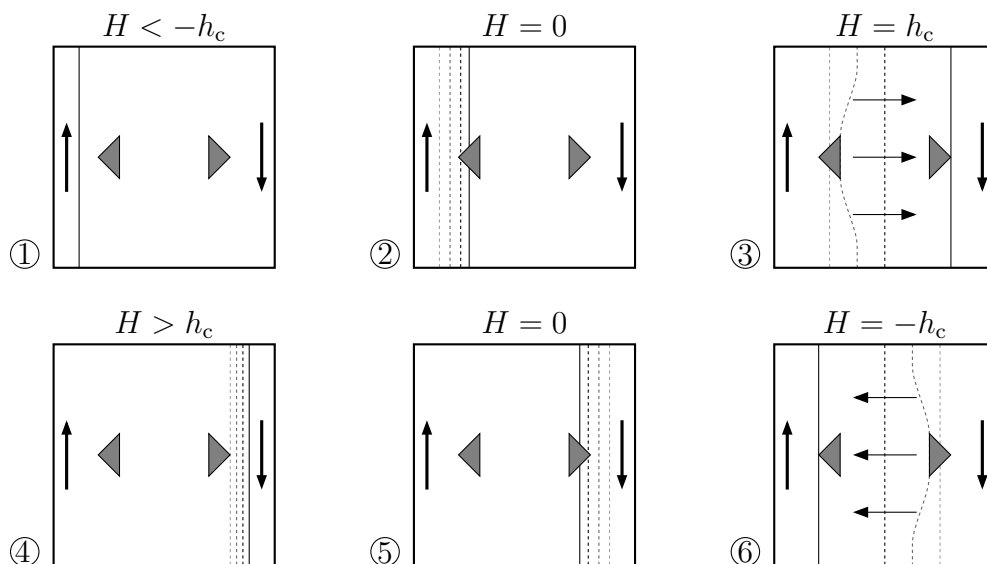 H < −h_c
H = 0
H = h_c
①
②
③
H > h_c
H = 0
H = −h_c
④
⑤
⑥